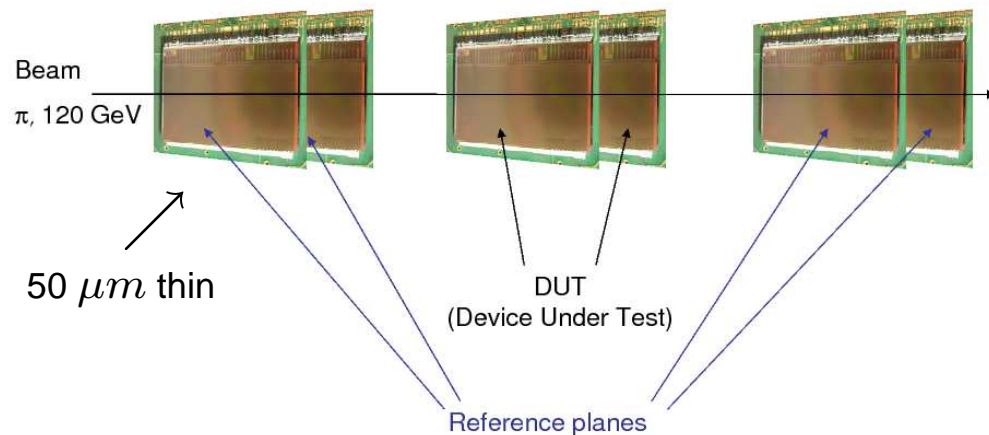 Beam
π, 120 GeV
50 μm thin
DUT
(Device Under Test)
Reference planes